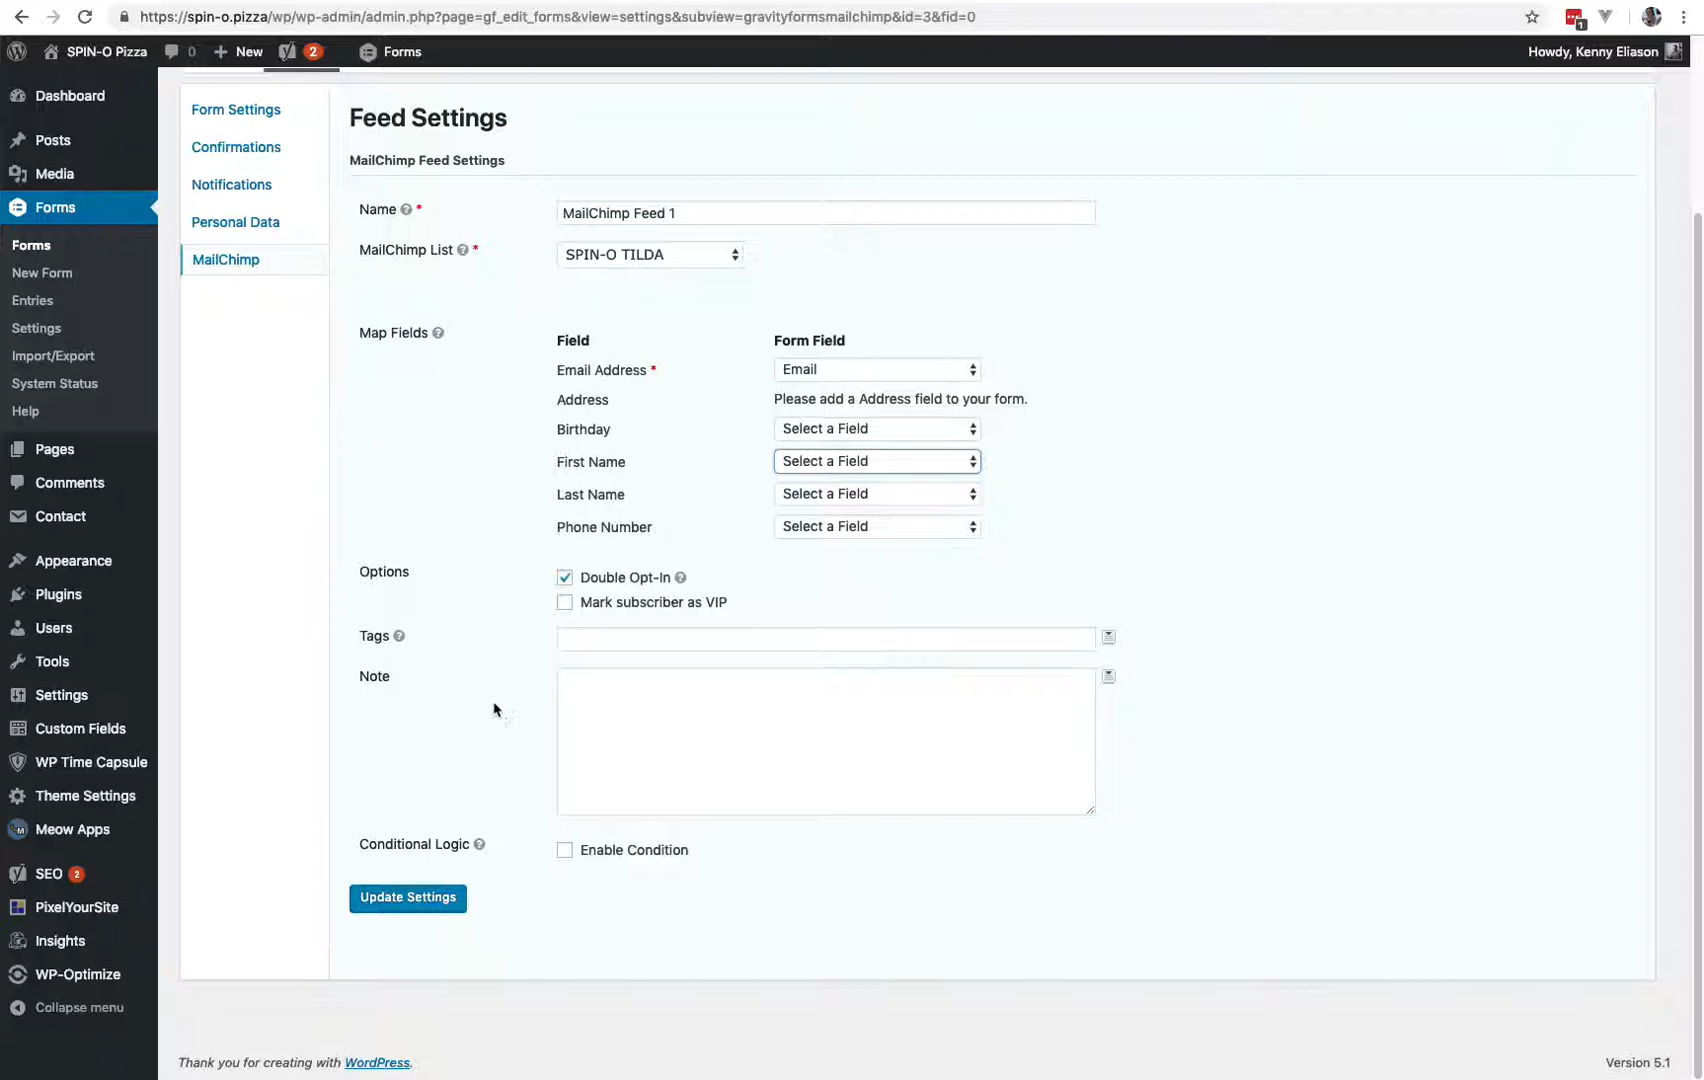 https://spin-o.pizza/wp/wp-admin/admin.php?page=gf_edit_forms&view=settings&subview=gravityformsmailchimp&id=3&fid=0
1
SPIN-O Pizza
0
New
2
Forms
Howdy, Kenny Eliason
Dashboard
Posts
Media
Forms
Forms
New Form
Entries
Settings
Import/Export
System Status
Help
Pages
Comments
Contact
Appearance
Plugins
Users
Tools
Settings
Custom Fields
WP Time Capsule
Theme Settings
Meow Apps
SEO 2
PixelYourSite
Insights
WP-Optimize
Collapse menu
Form Settings
Confirmations
Notifications
Personal Data
MailChimp
Feed Settings
MailChimp Feed Settings
Name ? * MailChimp Feed 1
MailChimp List ? * SPIN-O TILDA
Map Fields ?
Field Form Field
Email Address * Email
Address Please add a Address field to your form.
Birthday Select a Field
First Name Select a Field
Last Name Select a Field
Phone Number Select a Field
Options Double Opt-In ?
Mark subscriber as VIP
Tags ?
Note
Conditional Logic ? Enable Condition
Update Settings
Thank you for creating with WordPress.
Version 5.1